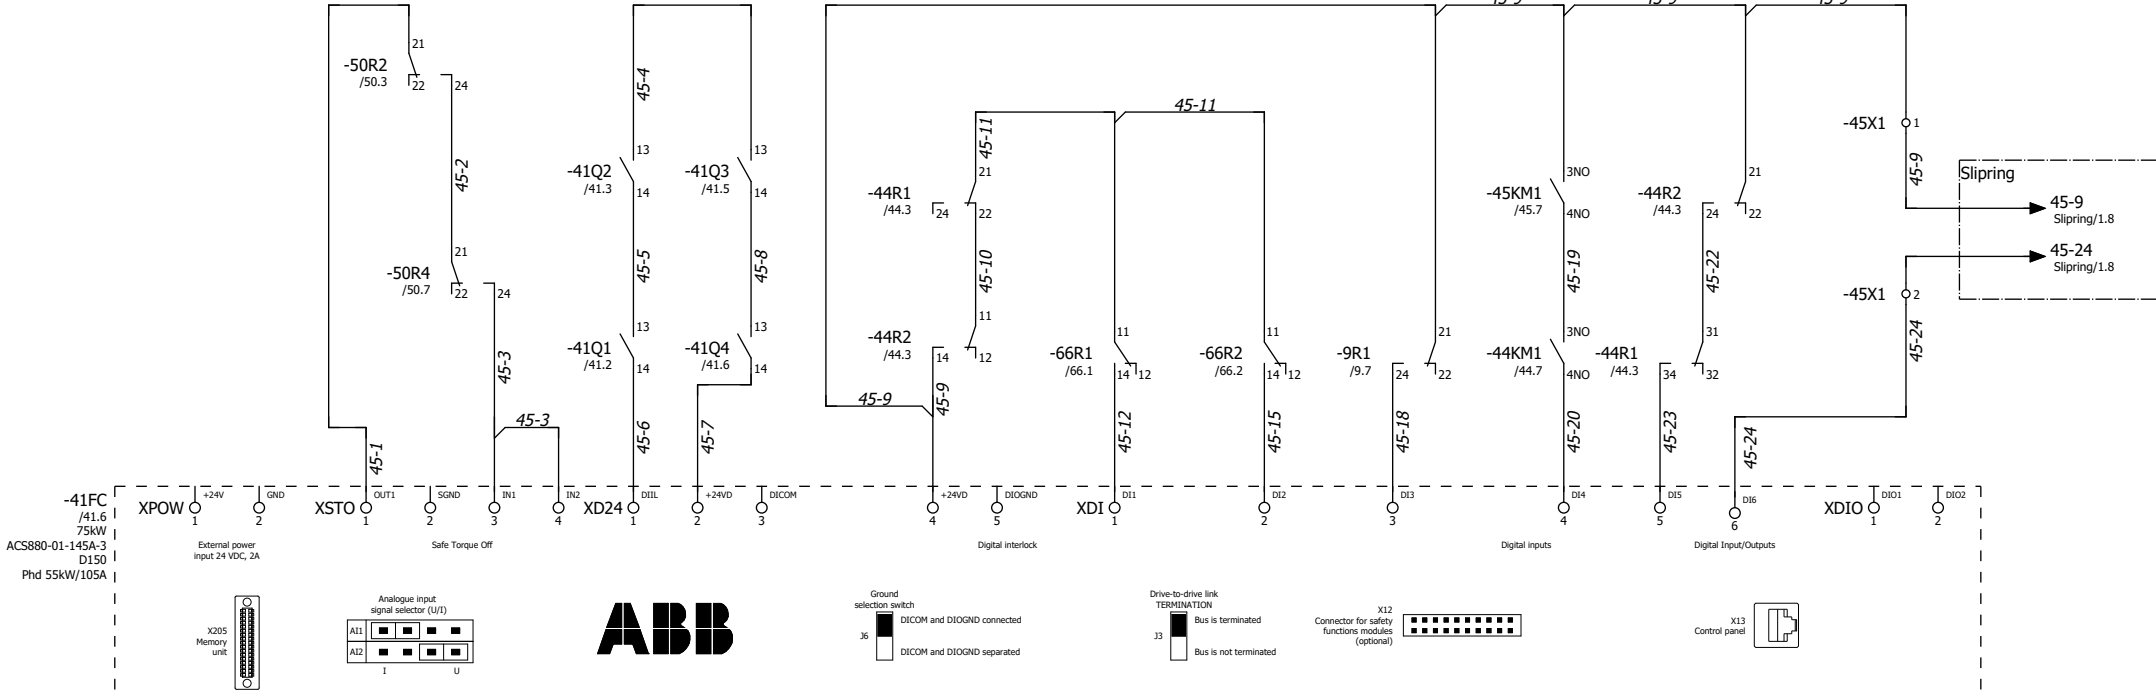 45-9
45-9
45-9
21
-50R2
/50.3
22
24
45-4
45-11
45-11
-45X1
1
45-2
13
-41Q2
/41.3
14
13
-41Q3
/41.5
14
21
-44R1
/44.3
24
22
3NO
-45KM1
/45.7
4NO
21
-44R2
/44.3
24
22
45-9
Slipring
45-9
Slipring/1.8
45-24
Slipring/1.8
21
-50R4
/50.7
22
24
45-5
45-8
45-10
45-19
45-22
-45X1
2
45-3
13
-41Q1
/41.2
14
13
-41Q4
/41.6
14
11
-44R2
/44.3
14
12
11
-66R1
/66.1
14
12
11
-66R2
/66.2
14
12
21
-9R1
/9.7
24
22
3NO
-44KM1
/44.7
4NO
31
-44R1
/44.3
34
32
45-24
45-1
45-3
45-6
45-7
45-9
45-9
45-12
45-15
45-18
45-20
45-23
45-24
-41FC
/41.6
75kW
ACS880-01-145A-3
D150
Phd 55kW/105A
XPOW
+24V
1
GND
2
XSTO
OUT1
1
SGND
2
IN1
3
IN2
4
XD24
DIIL
1
+24VD
2
DICOM
3
+24VD
4
DIOGND
5
XDI
DI1
1
DI2
2
DI3
3
DI4
4
DI5
5
DI6
6
XDIO
DIO1
1
DIO2
2
External power
input 24 VDC, 2A
Safe Torque Off
Digital interlock
Digital inputs
Digital Input/Outputs
X205
Memory
unit
Analogue input
signal selector (U/I)
AI1
AI2
I
U
ABB
Ground
selection switch
J6
DICOM and DIOGND connected
DICOM and DIOGND separated
Drive-to-drive link
TERMINATION
J3
Bus is terminated
Bus is not terminated
X12
Connector for safety
functions modules
(optional)
X13
Control panel